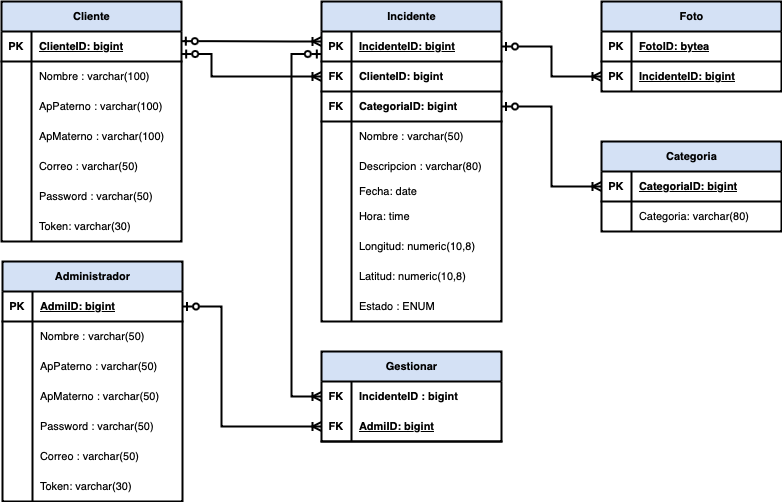 Cliente
PK ClienteID: bigint
Nombre : varchar(100)
ApPaterno : varchar(100)
ApMaterno : varchar(100)
Correo : varchar(50)
Password : varchar(50)
Token: varchar(30)
Incidente
PK IncidenteID: bigint
FK ClienteID: bigint
FK CategoriaID: bigint
Nombre : varchar(50)
Descripcion : varchar(80)
Fecha: date
Hora: time
Longitud: numeric(10,8)
Latitud: numeric(10,8)
Estado : ENUM
Foto
PK FotoID: bytea
PK IncidenteID: bigint
Categoria
PK CategoriaID: bigint
Categoria: varchar(80)
Administrador
PK AdmiID: bigint
Nombre : varchar(50)
ApPaterno : varchar(50)
ApMaterno : varchar(50)
Password : varchar(50)
Correo : varchar(50)
Token: varchar(30)
Gestionar
FK IncidenteID : bigint
FK AdmiID: bigint